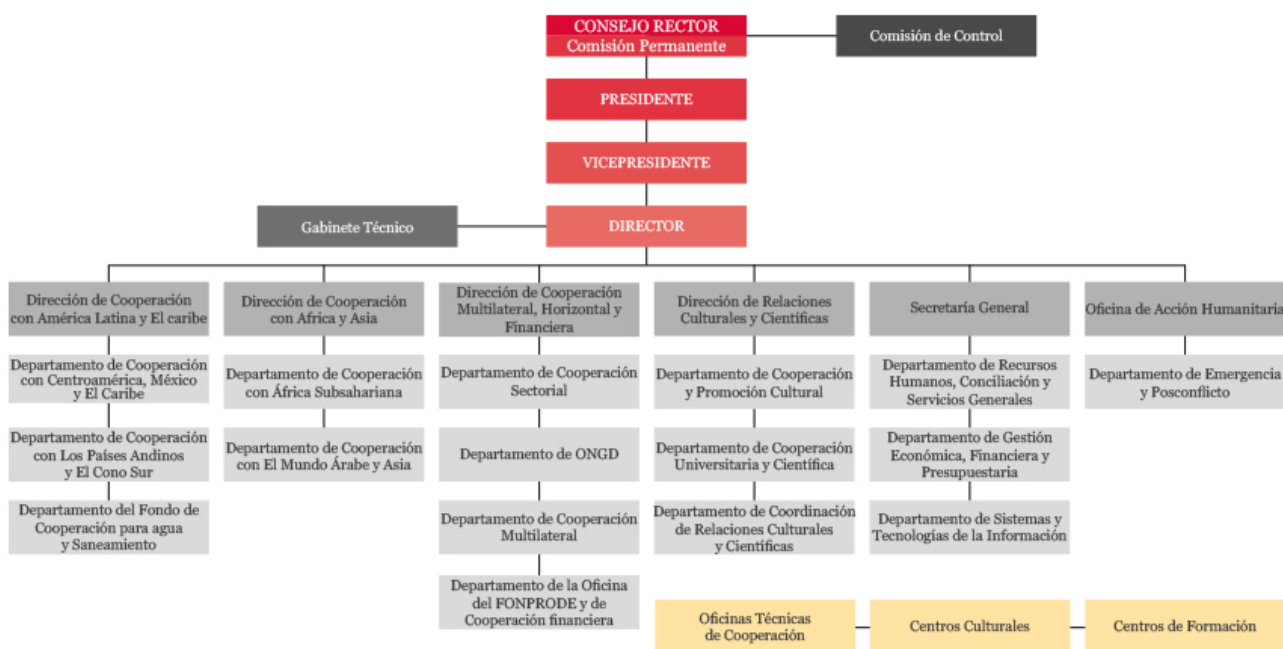 CONSEJO RECTOR
Comisión Permanente
Comisión de Control
PRESIDENTE
VICEPRESIDENTE
Gabinete Técnico
DIRECTOR
Dirección de Cooperación
con América Latina y El caribe
Departamento de Cooperación
con Centroamérica, México
y El Caribe
Departamento de Cooperación
con Los Países Andinos
y El Cono Sur
Departamento del Fondo de
Cooperación para agua
y Saneamiento
Dirección de Cooperación
con Africa y Asia
Departamento de Cooperación
con África Subsahariana
Departamento de Cooperación
con El Mundo Árabe y Asia
Dirección de Cooperación
Multilateral, Horizontal y
Financiera
Departamento de Cooperación
Sectorial
Departamento de ONGD
Departamento de Cooperación
Multilateral
Departamento de la Oficina
del FONPRODE y de
Cooperación financiera
Dirección de Relaciones
Culturales y Científicas
Departamento de Cooperación
y Promoción Cultural
Departamento de Cooperación
Universitaria y Científica
Departamento de Coordinación
de Relaciones Culturales
y Científicas
Secretaría General
Departamento de Recursos
Humanos, Conciliación y
Servicios Generales
Departamento de Gestión
Económica, Financiera y
Presupuestaria
Departamento de Sistemas y
Tecnologías de la Información
Oficina de Acción Humanitaria
Departamento de Emergencia
y Posconflicto
Oficinas Técnicas
de Cooperación
Centros Culturales
Centros de Formación